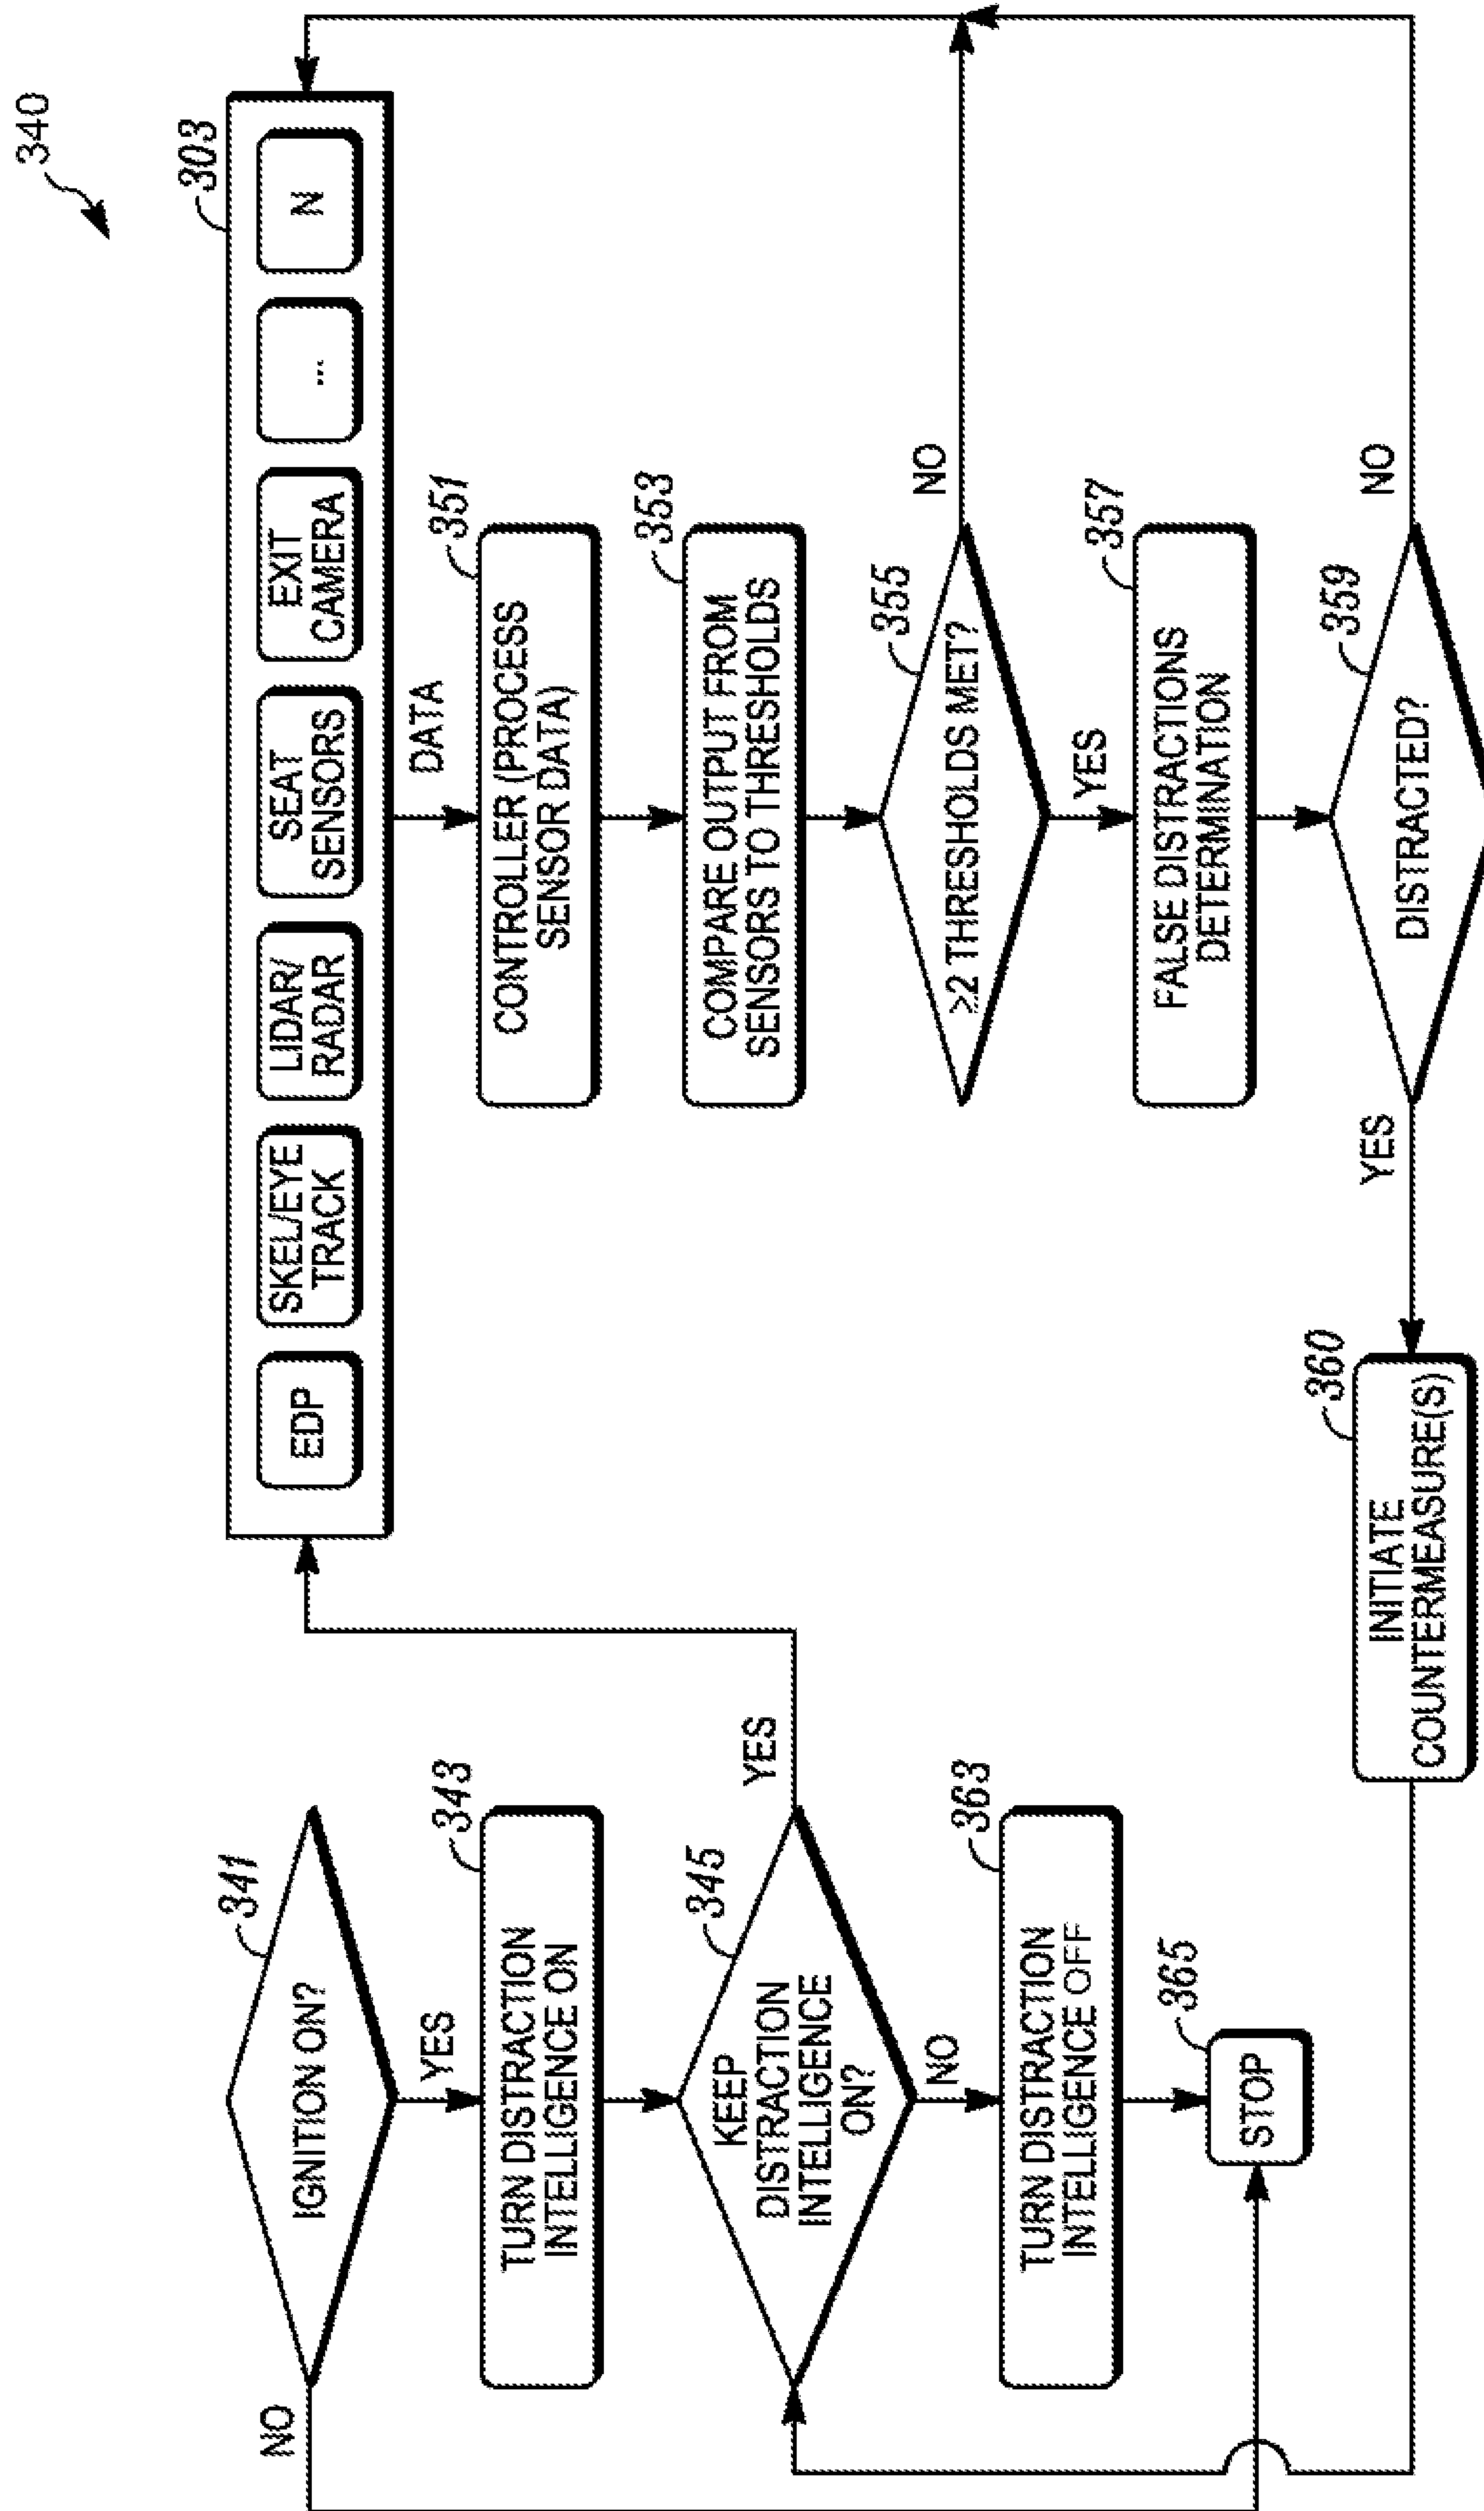 340
341
IGNITION ON?
NO
YES
343
TURN DISTRACTION
INTELLIGENCE ON
345
KEEP
DISTRACTION
INTELLIGENCE
ON?
YES
NO
363
TURN DISTRACTION
INTELLIGENCE OFF
365
STOP
303
EDP
SKEL/EYE
TRACK
LIDAR/
RADAR
SEAT
SENSORS
EXIT
CAMERA
...
N
DATA
351
CONTROLLER (PROCESS
SENSOR DATA)
353
COMPARE OUTPUT FROM
SENSORS TO THRESHOLDS
355
≥2 THRESHOLDS MET?
NO
YES
357
FALSE DISTRACTIONS
DETERMINATION
359
DISTRACTED?
NO
YES
360
INITIATE
COUNTERMEASURE(S)